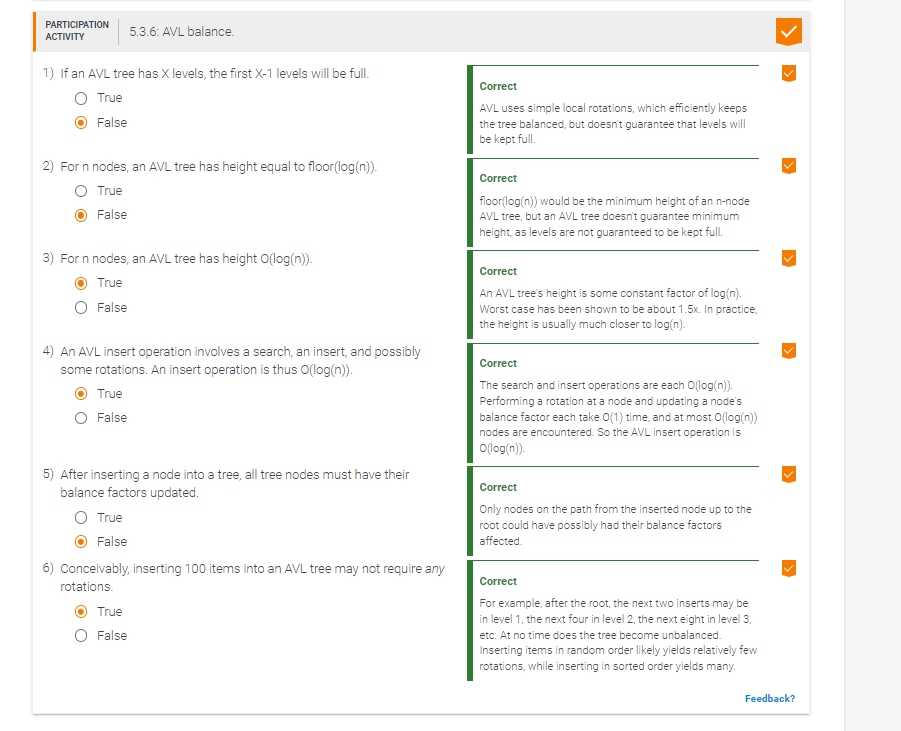 PARTICIPATION
ACTIVITY
5.3.6: AVL balance.
1) If an AVL tree has X levels, the first X-1 levels will be full.
True
False
Correct
AVL uses simple local rotations, which efficiently keeps
the tree balanced, but doesn't guarantee that levels will
be kept full.
2) For n nodes, an AVL tree has height equal to floor(log(n)).
True
False
Correct
floor(log(n)) would be the minimum height of an n-node
AVL tree, but an AVL tree doesn't guarantee minimum
height, as levels are not guaranteed to be kept full.
3) For n nodes, an AVL tree has height O(log(n)).
True
False
Correct
An AVL tree's height is some constant factor of log(n).
Worst case has been shown to be about 1.5x. In practice,
the height is usually much closer to log(n).
4) An AVL insert operation involves a search, an insert, and possibly
some rotations. An insert operation is thus O(log(n)).
True
False
Correct
The search and insert operations are each O(log(n)).
Performing a rotation at a node and updating a node's
balance factor each take O(1) time, and at most O(log(n))
nodes are encountered. So the AVL insert operation is
O(log(n)).
5) After inserting a node into a tree, all tree nodes must have their
balance factors updated.
True
False
Correct
Only nodes on the path from the inserted node up to the
root could have possibly had their balance factors
affected.
6) Conceivably, inserting 100 items into an AVL tree may not require any
rotations.
True
False
Correct
For example, after the root, the next two inserts may be
in level 1, the next four in level 2, the next eight in level 3,
etc. At no time does the tree become unbalanced.
Inserting items in random order likely yields relatively few
rotations, while inserting in sorted order yields many.
Feedback?